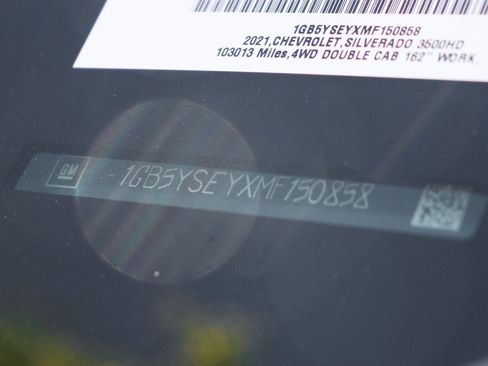 1GB5YSEYXMF150858
2021,CHEVROLET,SILVERADO 3500HD
103013 Miles,4WD DOUBLE CAB 162" WORK
GM 1GB5YSEYXMF150858